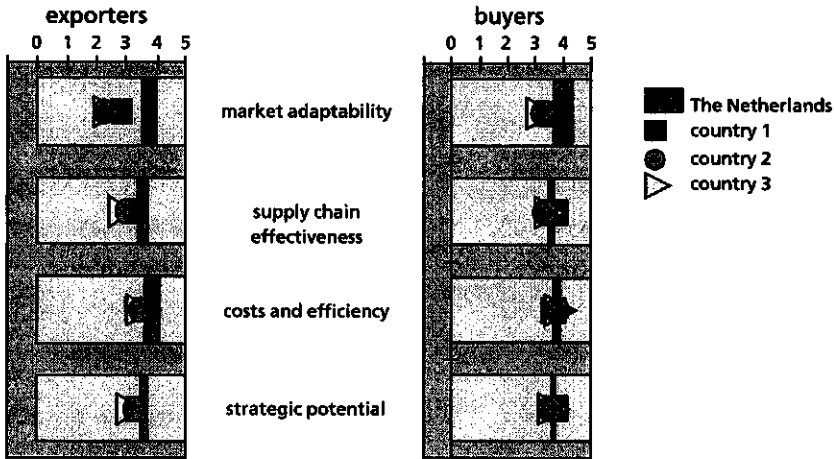 exporters
0 1 2 3 4 5
buyers
0 1 2 3 4 5
market adaptability
supply chain
effectiveness
costs and efficiency
strategic potential
The Netherlands
country 1
country 2
country 3